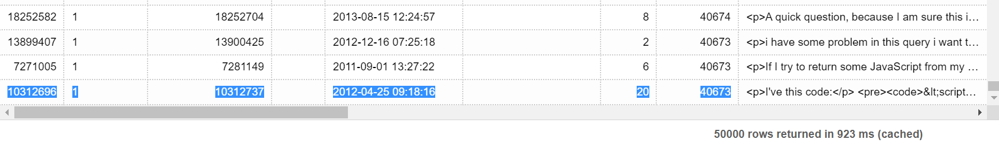 18252582 1 18252704 2013-08-15 12:24:57 8 40674 <p>A quick question, because I am sure this i...
13899407 1 13900425 2012-12-16 07:25:18 2 40673 <p>i have some problem in this query i want t...
7271005 1 7281149 2011-09-01 13:27:22 6 40673 <p>If I try to return some JavaScript from my ...
10312696 1 10312737 2012-04-25 09:18:16 20 40673 <p>I've this code:</p> <pre><code>&lt;script...
50000 rows returned in 923 ms (cached)